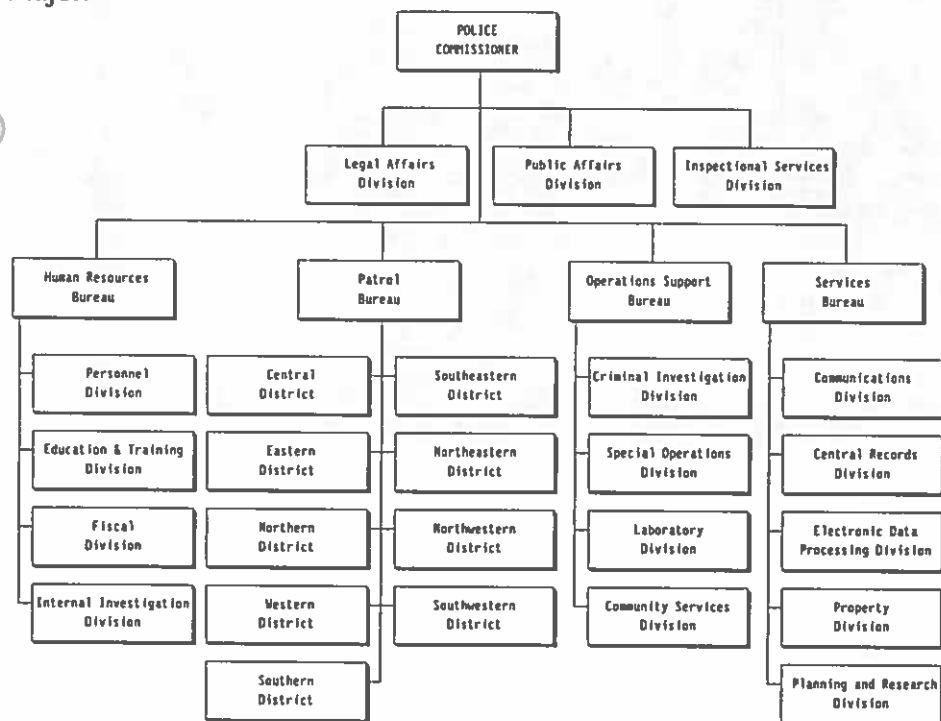 POLICE
COMMISSIONER
Legal Affairs
Division
Public Affairs
Division
Inspectional Services
Division
Human Resources
Bureau
Patrol
Bureau
Operations Support
Bureau
Services
Bureau
Personnel
Division
Education & Training
Division
Fiscal
Division
Internal Investigation
Division
Central
District
Eastern
District
Northern
District
Western
District
Southern
District
Southeastern
District
Northeastern
District
Northwestern
District
Southwestern
District
Criminal Investigation
Division
Special Operations
Division
Laboratory
Division
Community Services
Division
Communications
Division
Central Records
Division
Electronic Data
Processing Division
Property
Division
Planning and Research
Division